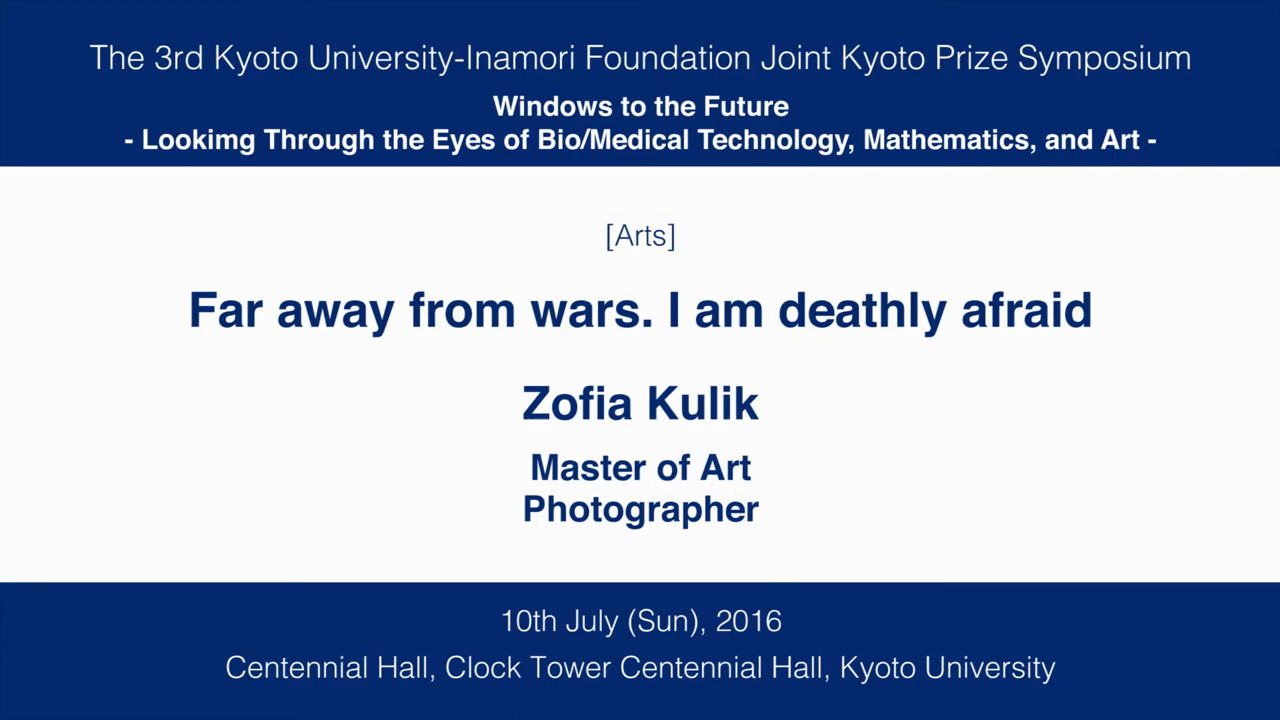 The 3rd Kyoto University-Inamori Foundation Joint Kyoto Prize Symposium
Windows to the Future
- Lookimg Through the Eyes of Bio/Medical Technology, Mathematics, and Art -
[Arts]
Far away from wars. I am deathly afraid
Zofia Kulik
Master of Art
Photographer
10th July (Sun), 2016
Centennial Hall, Clock Tower Centennial Hall, Kyoto University